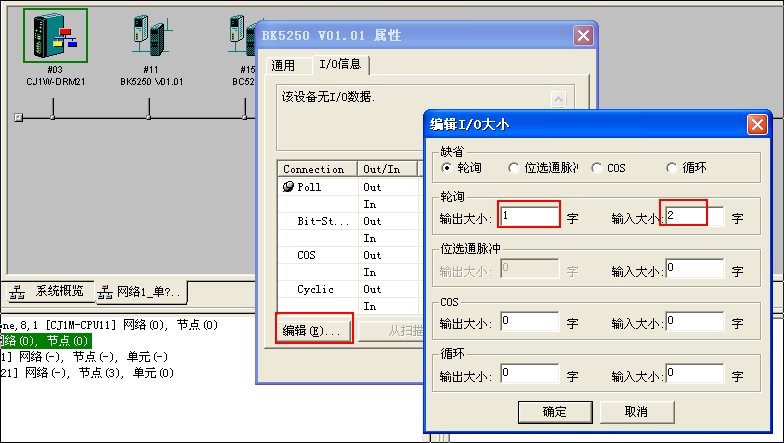 #03
CJ1W-DRM21
#11
BK5250 V01.01
#15
BC52
BK5250 V01.01 属性
通用
I/O信息
该设备无I/O数据.
Connection
Out/In
Poll
Out
In
Bit-St...
Out
In
COS
Out
In
Cyclic
Out
In
编辑(E)...
从扫描
系统概览
网络1_单?..
ne,8,1 [CJ1M-CPU11] 网络(0), 节点(0)
络(0), 节点(0)
1] 网络(-), 节点(-), 单元(-)
21] 网络(-), 节点(3), 单元(0)
编辑I/O大小
缺省
轮询
位选通脉冲
COS
循环
轮询
输出大小: 1 字
输入大小: 2 字
位选通脉冲
输出大小: 0 字
输入大小: 0 字
COS
输出大小: 0 字
输入大小: 0 字
循环
输出大小: 0 字
输入大小: 0 字
确定
取消